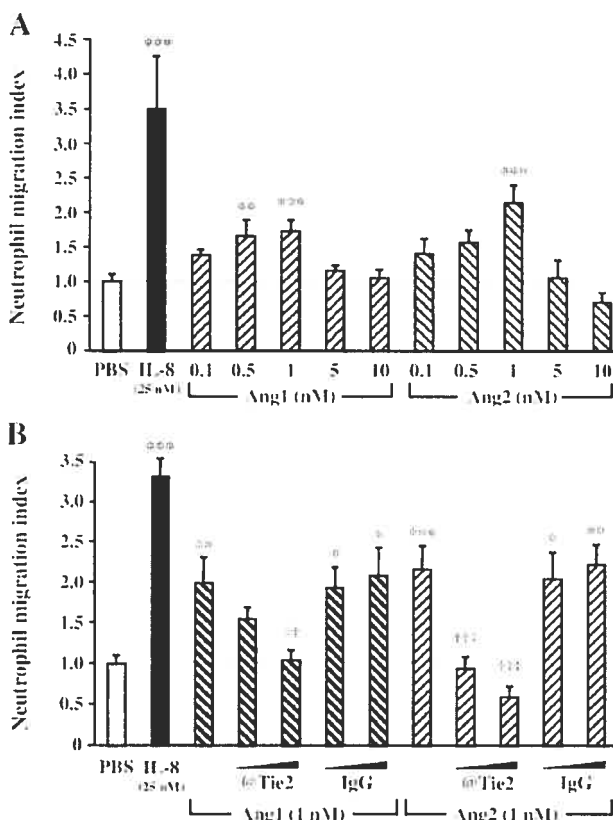 A
Neutrophil migration index
4.5
4.0
3.5
3.0
2.5
2.0
1.5
1.0
0.5
0
PBS IL-8 0.1 0.5 1 5 10 0.1 0.5 1 5 10
(25 nM)
Ang1 (nM) Ang2 (nM)
B
Neutrophil migration index
3.5
3.0
2.5
2.0
1.5
1.0
0.5
0
PBS IL-8 @Tie2 IgG @Tie2 IgG
(25 nM)
Ang1 (1 nM) Ang2 (1 nM)